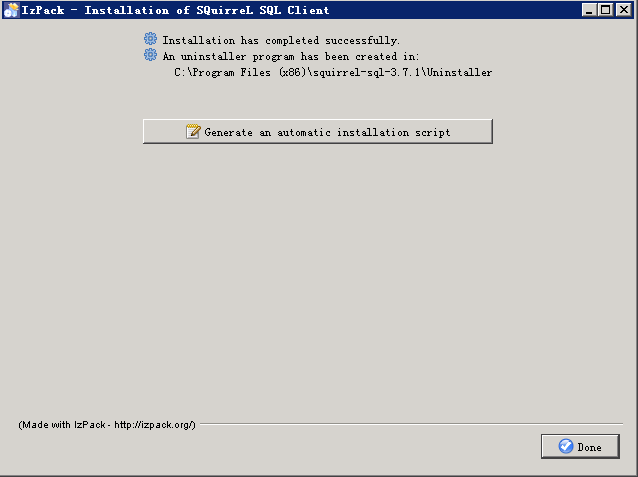 IzPack - Installation of SQuirreL SQL Client
Installation has completed successfully.
An uninstaller program has been created in:
C:\Program Files (x86)\squirrel-sql-3.7.1\Uninstaller
Generate an automatic installation script
(Made with IzPack - http://izpack.org/)
Done